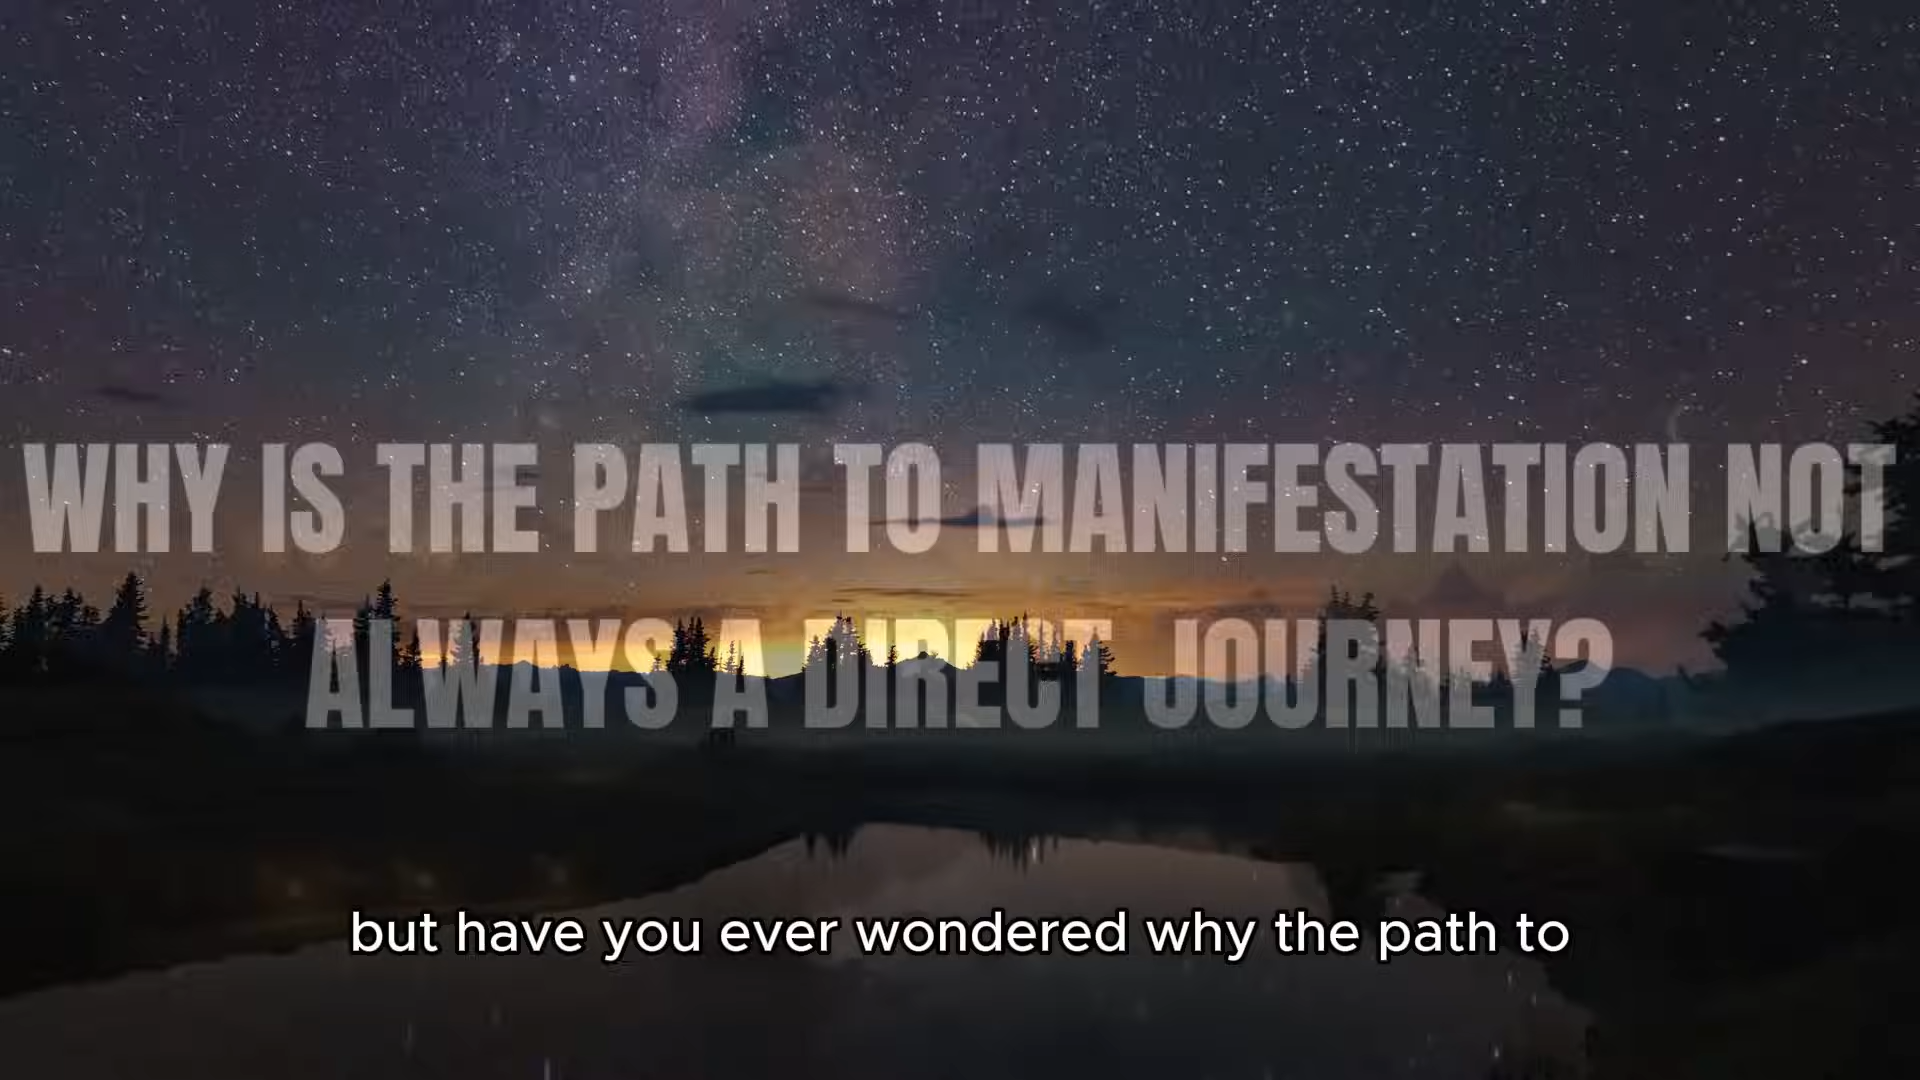 WHY IS THE PATH TO MANIFESTATION NOT
ALWAYS A DIRECT JOURNEY?
but have you ever wondered why the path to